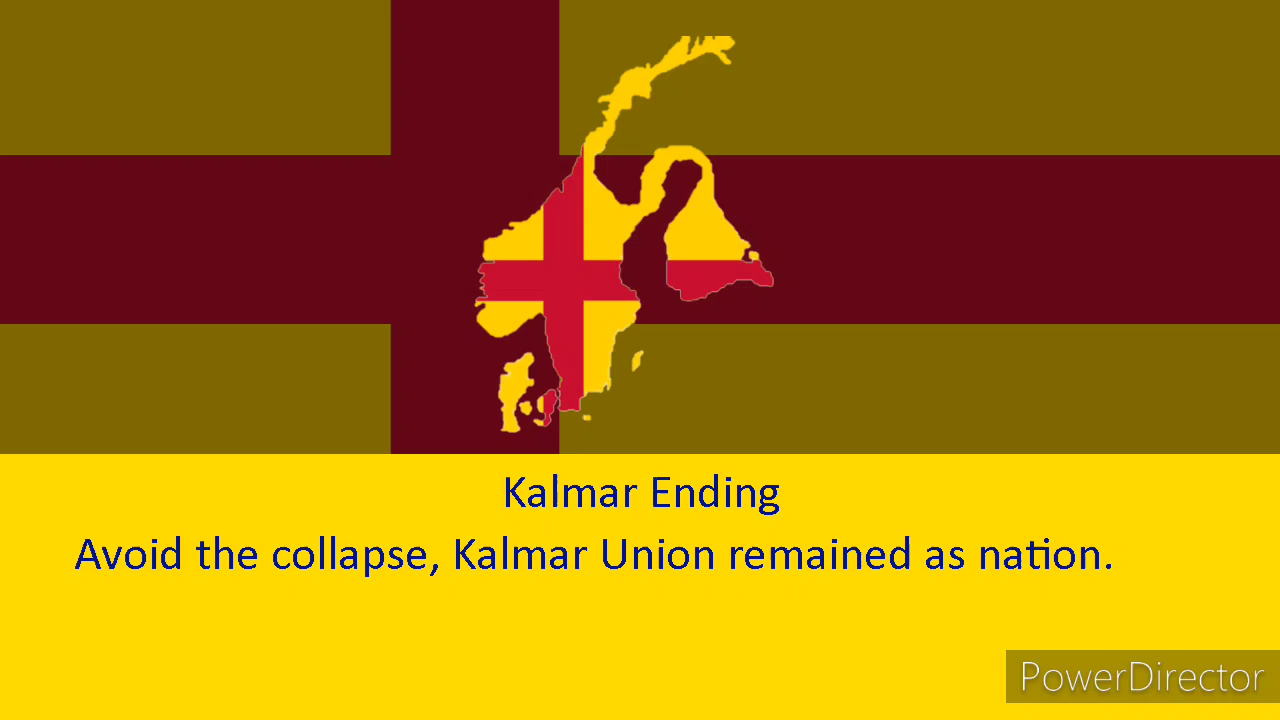 Kalmar Ending
Avoid the collapse, Kalmar Union remained as nation.
PowerDirector